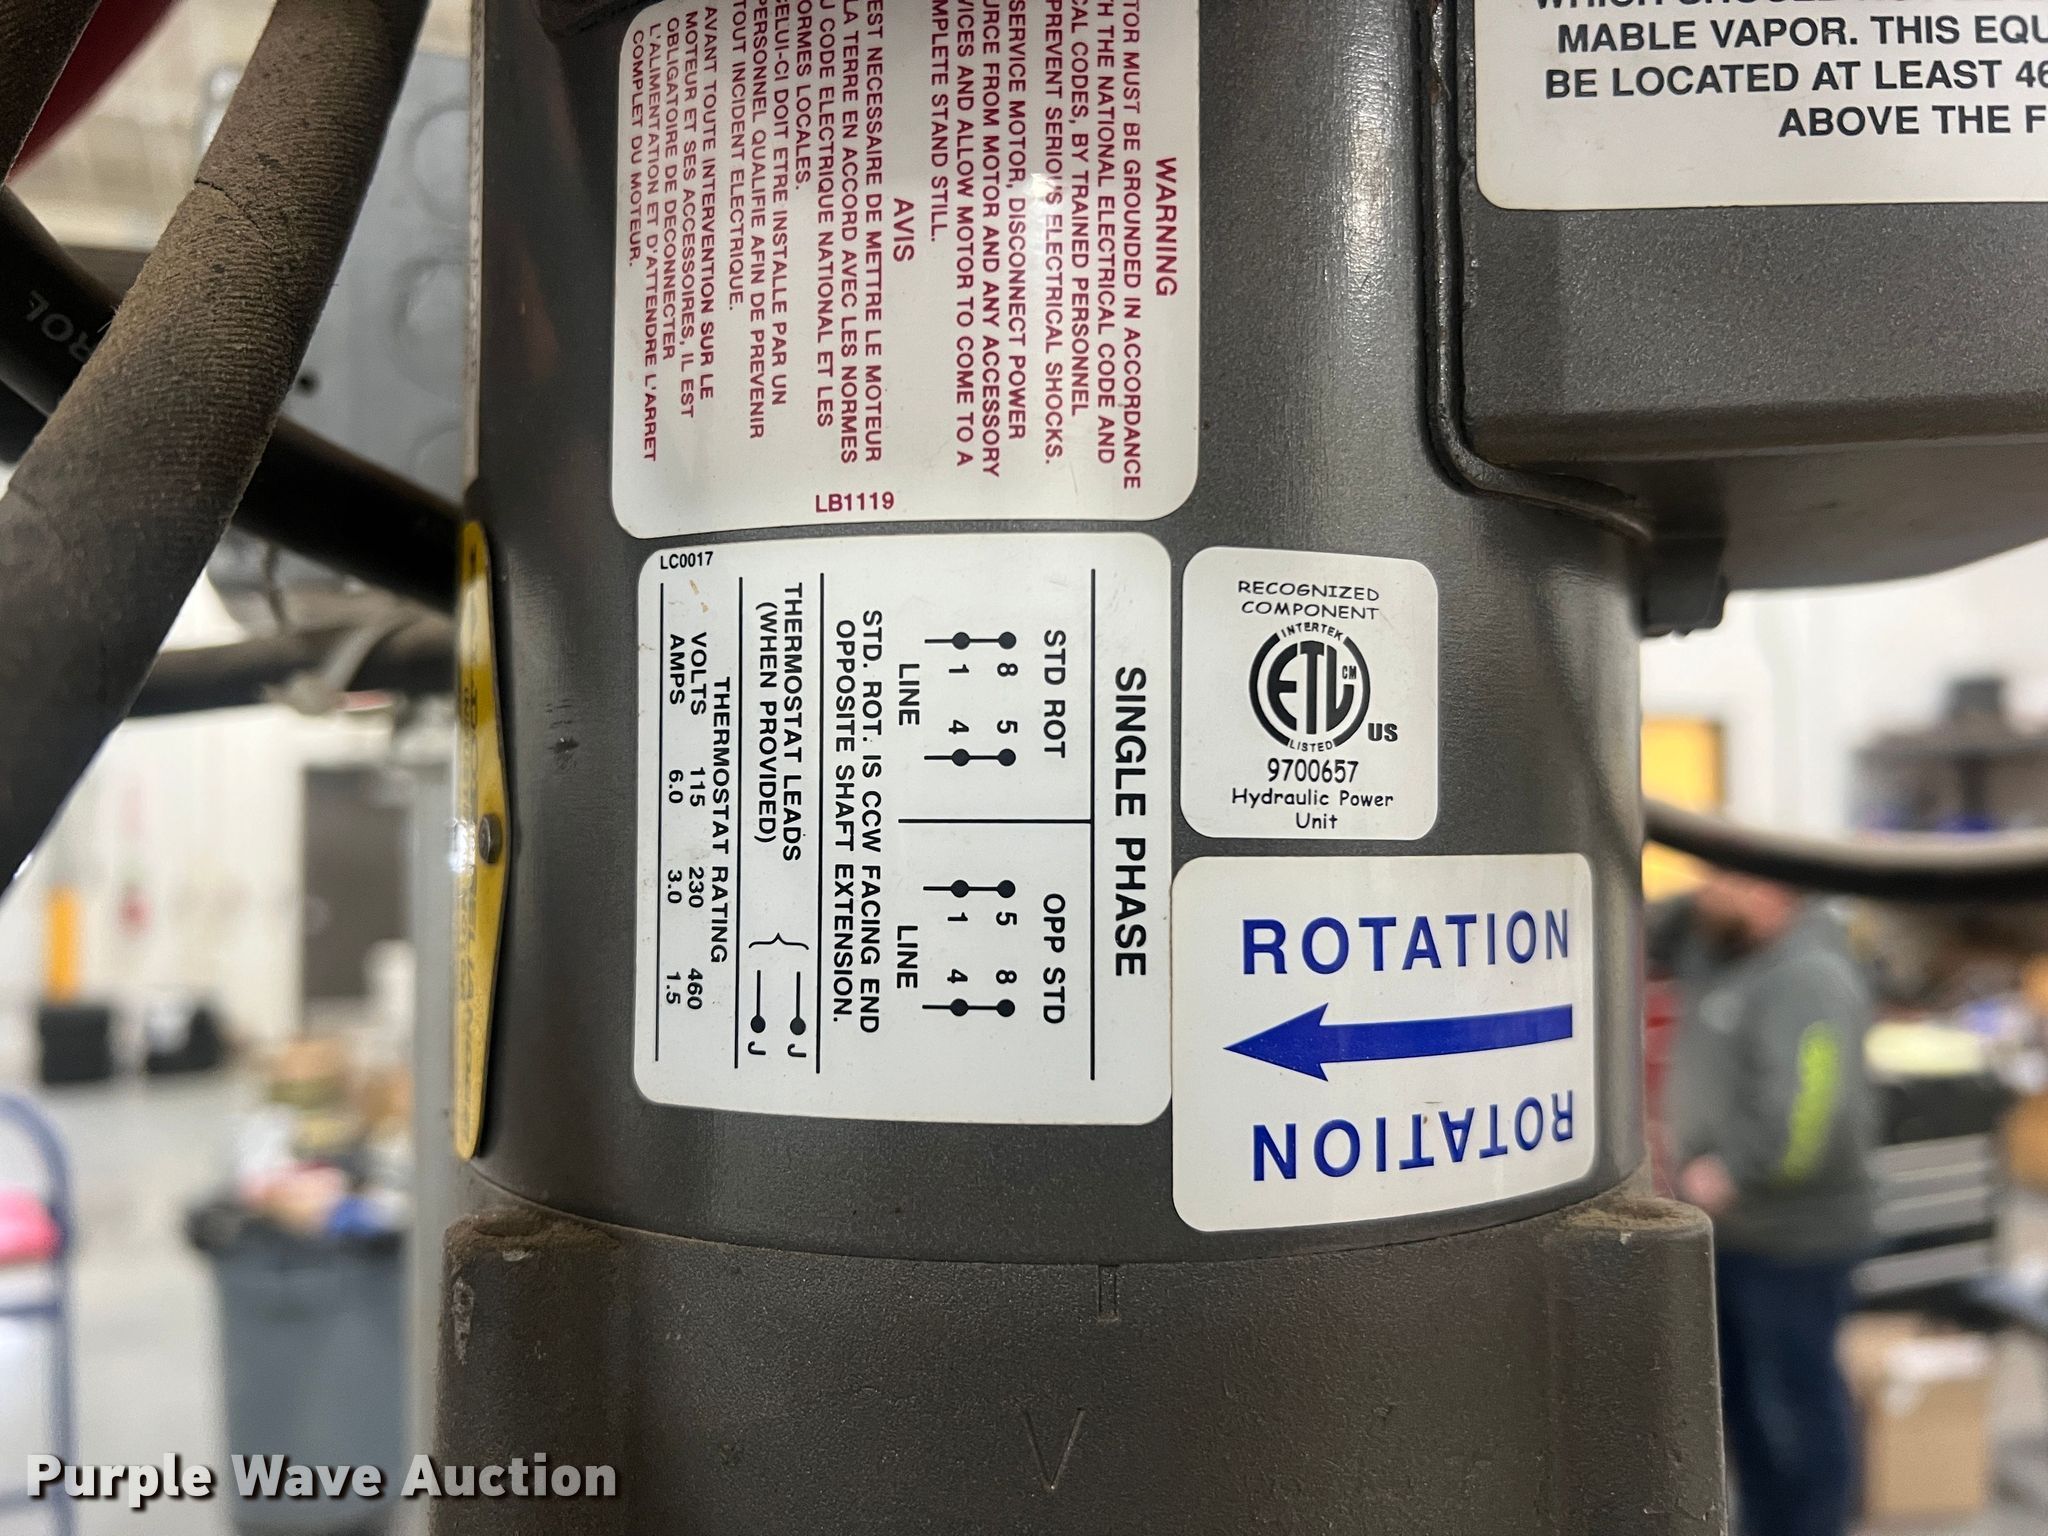 MABLE VAPOR. THIS
BE LOCATED AT LEAST
ABOVE THE
WARNING
MUST BE GROUNDED IN ACCORDANCE
THE NATIONAL ELECTRICAL CODE AND
CODES, BY TRAINED PERSONNEL
PREVENT SERIOUS ELECTRICAL SHOCKS.
SERVICE MOTOR, DISCONNECT POWER
FROM MOTOR AND ANY ACCESSORY
AND ALLOW MOTOR TO COME TO A
STAND STILL.
AVIS
EST NECESSAIRE DE METTRE LE MOTEUR
LA TERRE EN ACCORD AVEC LES NORMES
CODE ELECTRIQUE NATIONAL ET LES
LOCALES.
CELUI-CI DOIT ETRE INSTALLE PAR UN
PERSONNEL QUALIFIE AFIN DE PREVENIR
TOUT INCIDENT ELECTRIQUE.
AVANT TOUTE INTERVENTION SUR LE
MOTEUR ET SES ACCESSOIRES, IL EST
OBLIGATOIRE DE DECONNECTER
L'ALIMENTATION ET D'ATTENDRE L'ARRET
COMPLET DU MOTEUR.
LB1119
LC0017
SINGLE PHASE
STD ROT OPP STD
8 5 5 8
1 4 1 4
LINE LINE
STD. ROT. IS CCW FACING END
OPPOSITE SHAFT EXTENSION.
THERMOSTAT LEADS J
(WHEN PROVIDED) J
THERMOSTAT RATING
VOLTS 115 230 460
AMPS 6.0 3.0 1.5
RECOGNIZED
COMPONENT
INTERTEK
ETL CM
US
LISTED
9700657
Hydraulic Power
Unit
ROTATION
ROTATION
V
Purple Wave Auction